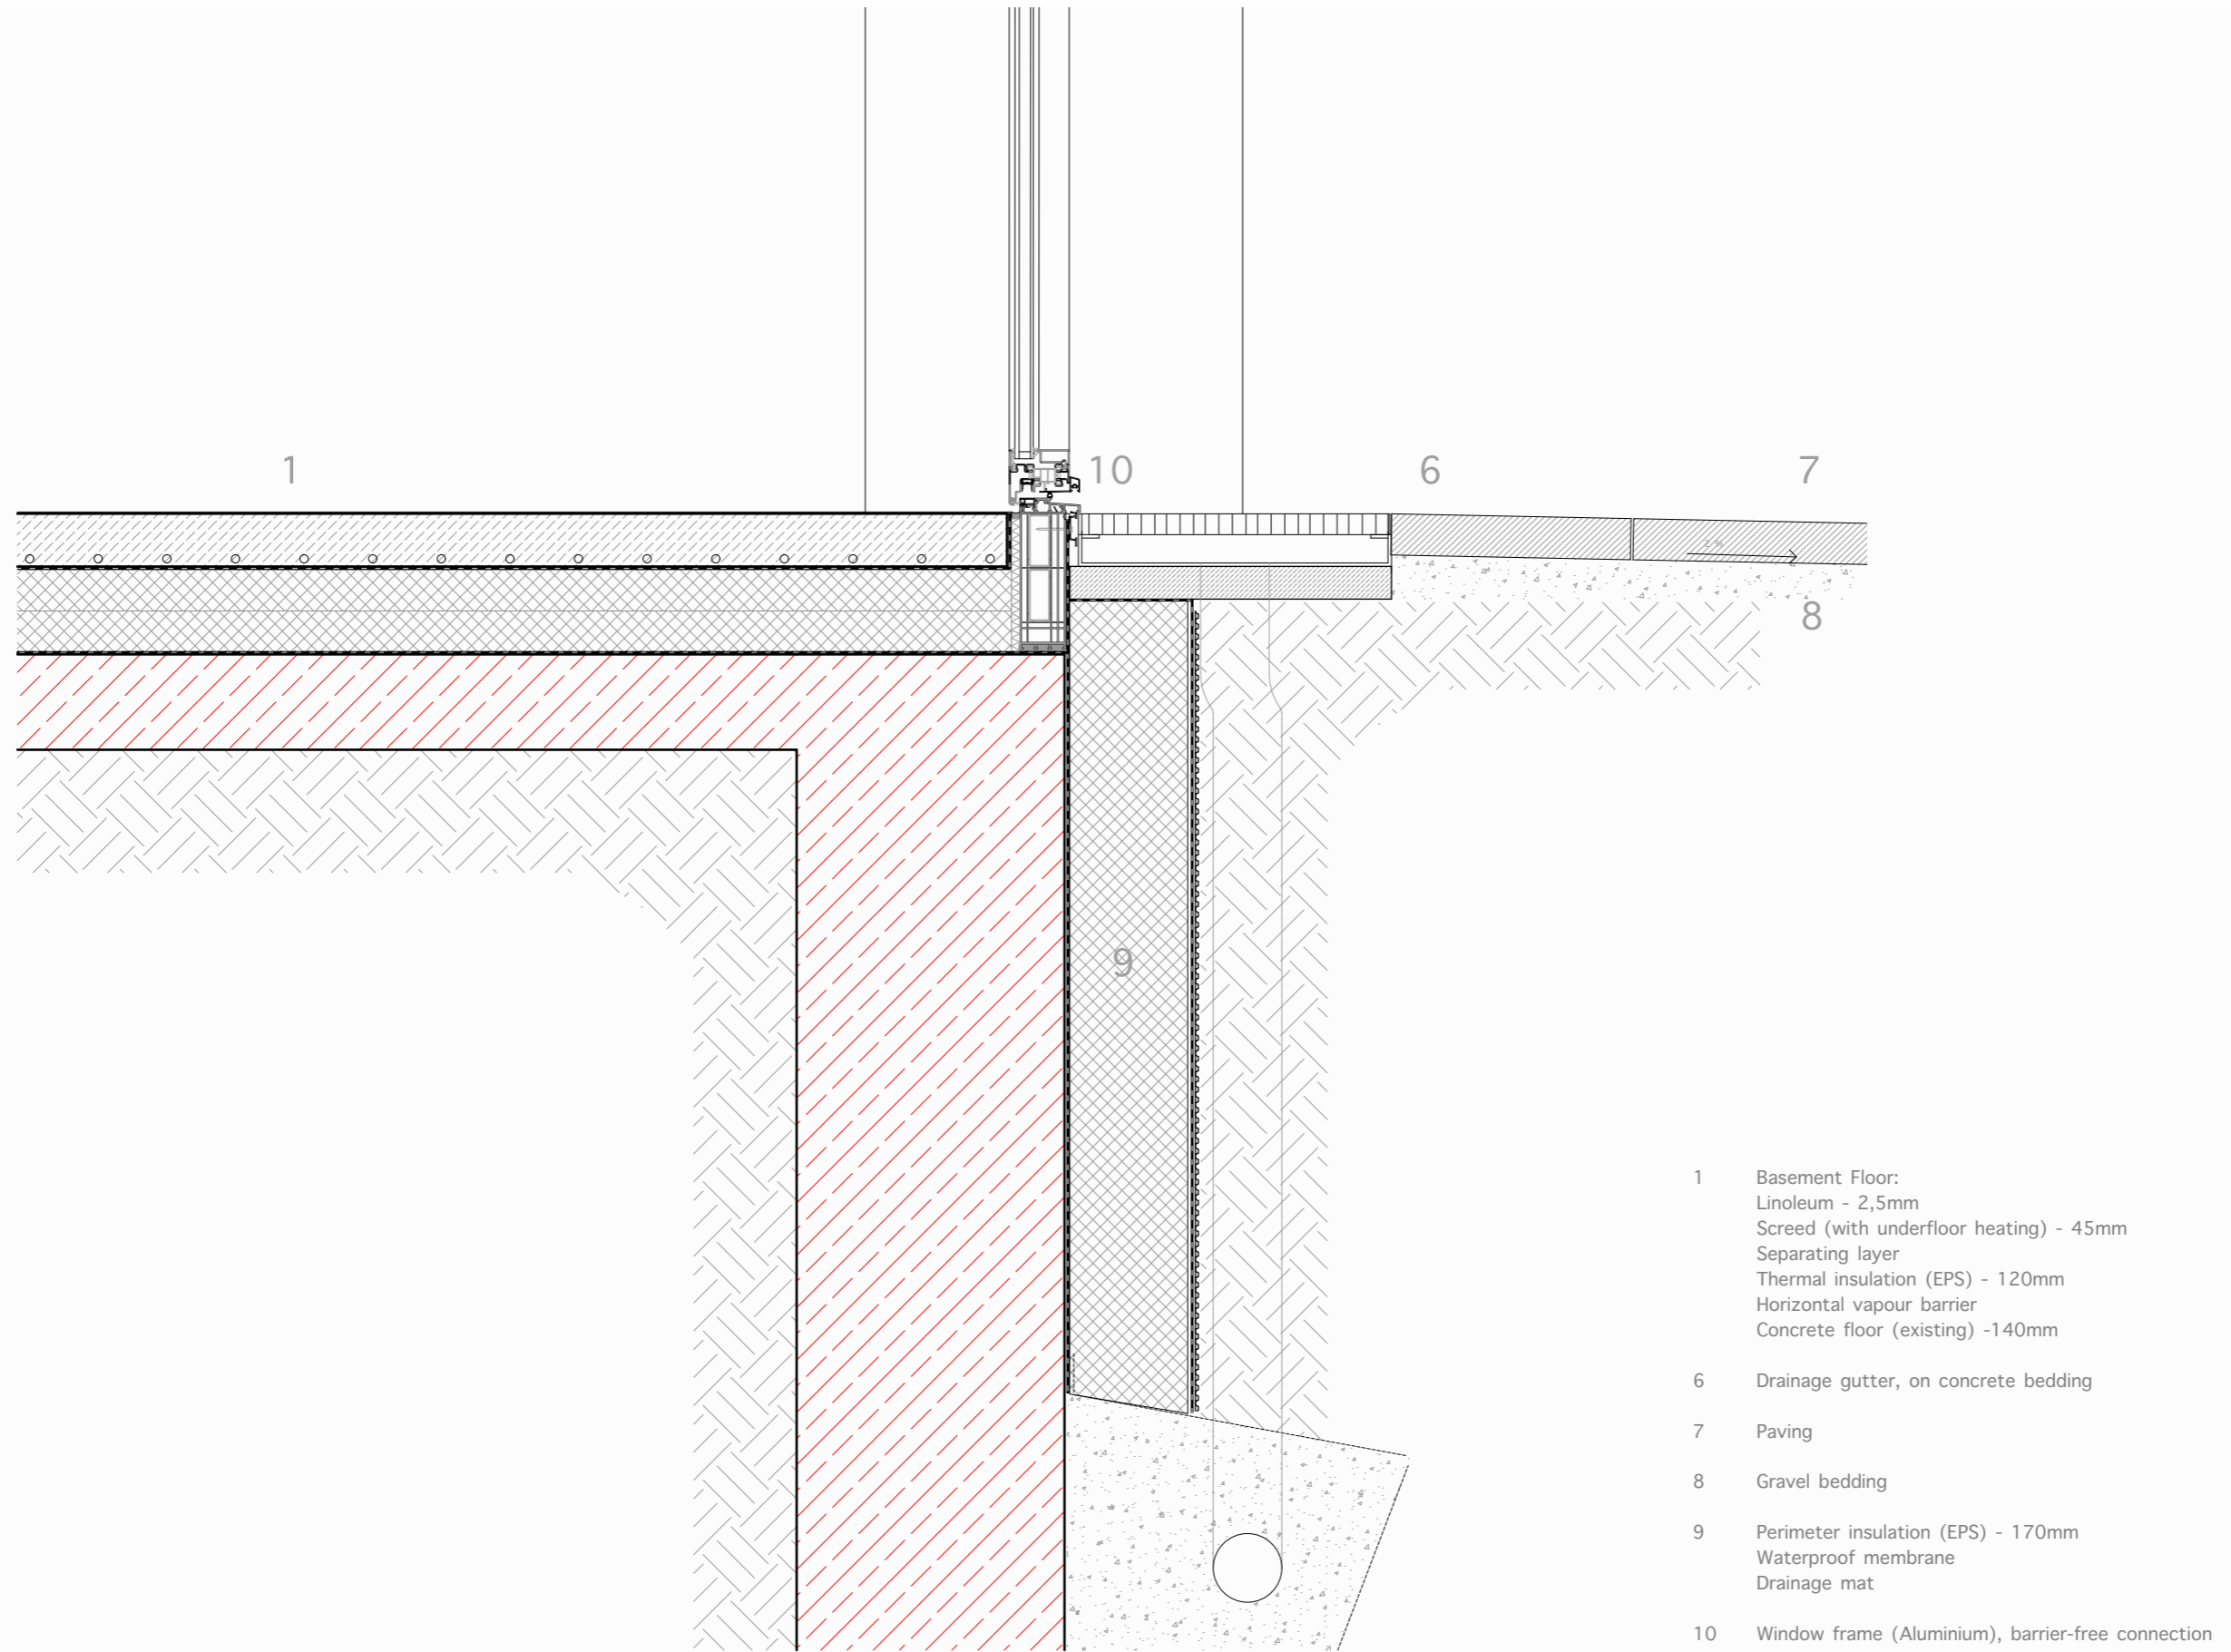 1
10
6
7
2 %
8
9
1 Basement Floor:
Linoleum - 2,5mm
Screed (with underfloor heating) - 45mm
Separating layer
Thermal insulation (EPS) - 120mm
Horizontal vapour barrier
Concrete floor (existing) -140mm
6 Drainage gutter, on concrete bedding
7 Paving
8 Gravel bedding
9 Perimeter insulation (EPS) - 170mm
Waterproof membrane
Drainage mat
10 Window frame (Aluminium), barrier-free connection